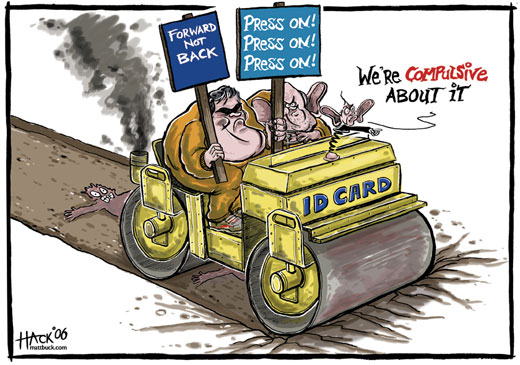 FORWARD
NOT
BACK
PRESS ON!
PRESS ON!
PRESS ON!
WE'RE COMPULSIVE
ABOUT IT
ID CARD
HACK '06
mattbuck.com